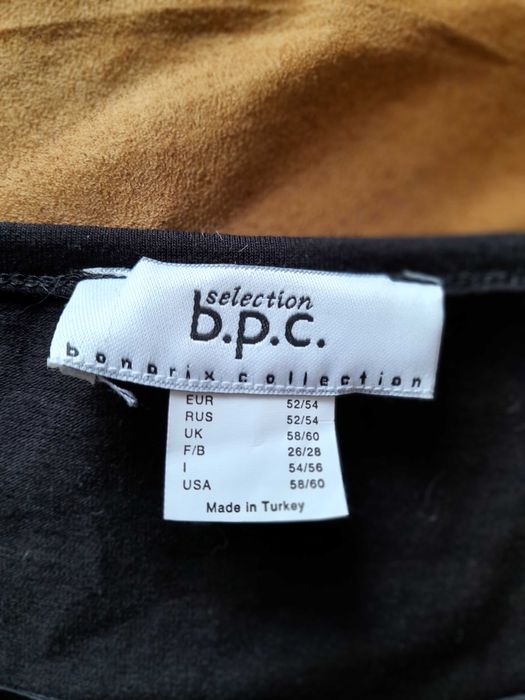 selection
b.p.c.
bonprix collection
EUR 52/54
RUS 52/54
UK 58/60
F/B 26/28
I 54/56
USA 58/60
Made in Turkey